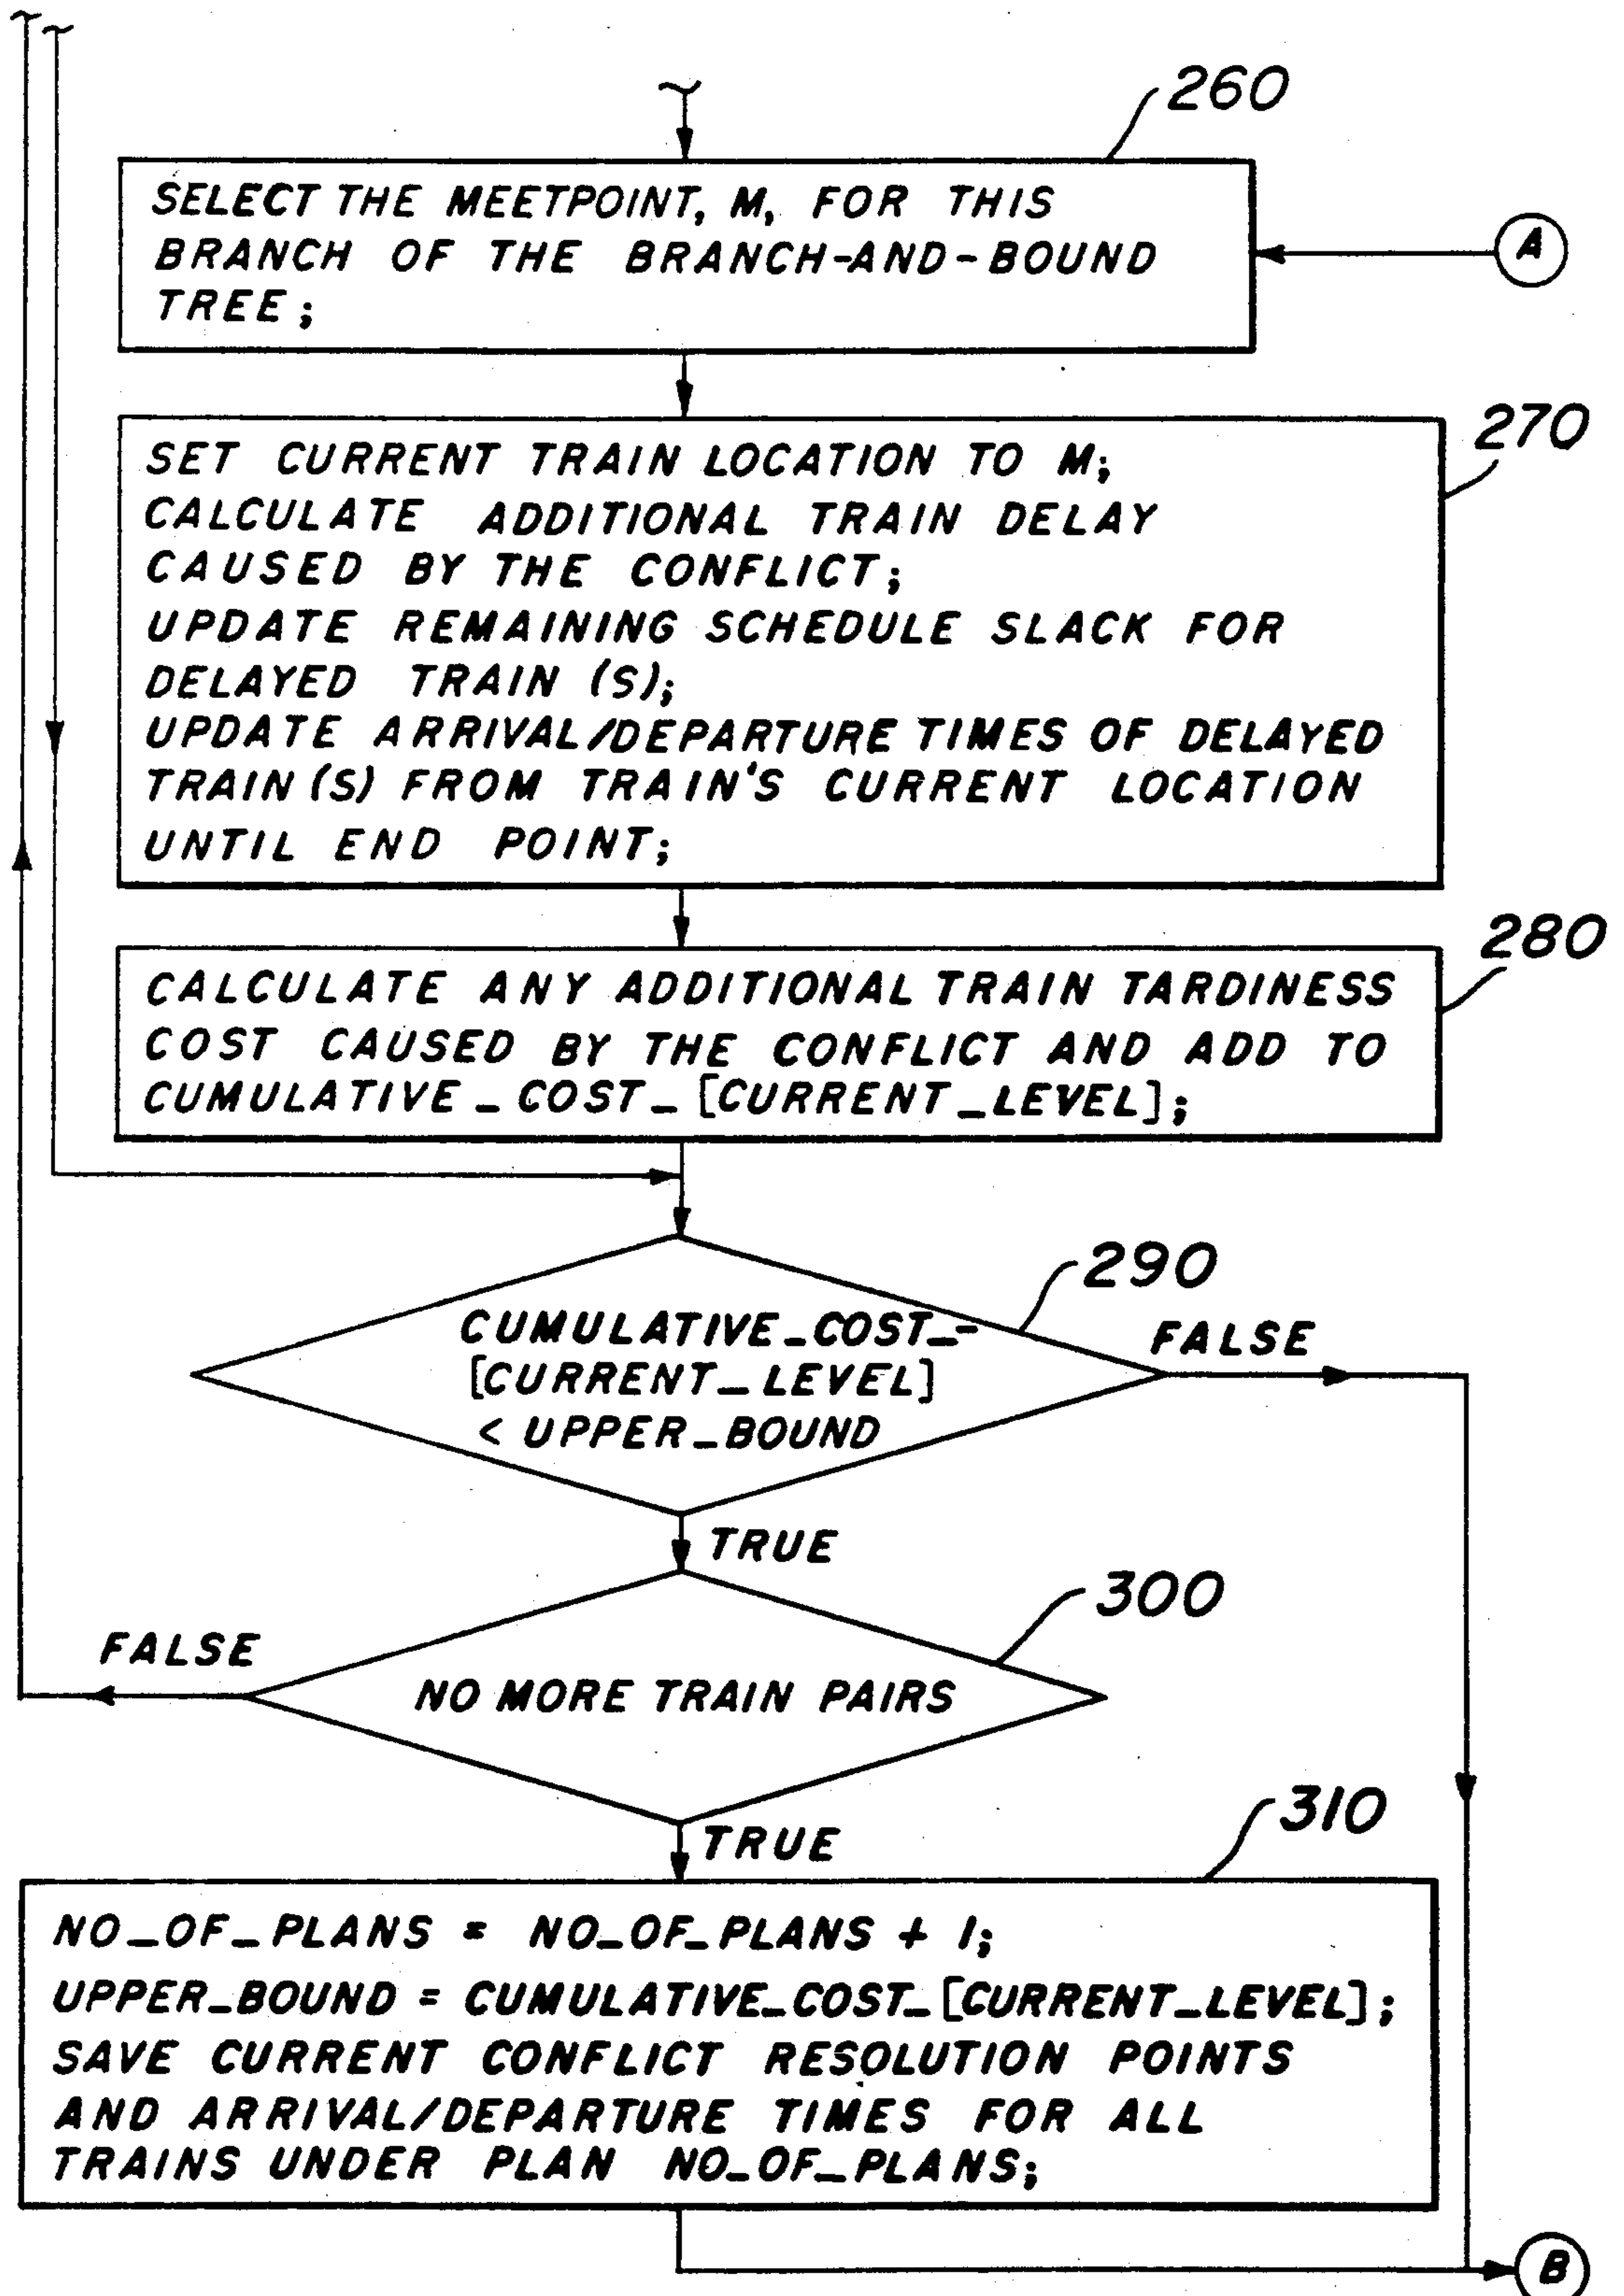 260
SELECT THE MEETPOINT, M, FOR THIS
BRANCH OF THE BRANCH-AND-BOUND
TREE;
A
270
SET CURRENT TRAIN LOCATION TO M;
CALCULATE ADDITIONAL TRAIN DELAY
CAUSED BY THE CONFLICT;
UPDATE REMAINING SCHEDULE SLACK FOR
DELAYED TRAIN (S);
UPDATE ARRIVAL/DEPARTURE TIMES OF DELAYED
TRAIN(S) FROM TRAIN'S CURRENT LOCATION
UNTIL END POINT;
280
CALCULATE ANY ADDITIONAL TRAIN TARDINESS
COST CAUSED BY THE CONFLICT AND ADD TO
CUMULATIVE_COST_[CURRENT_LEVEL];
290
CUMULATIVE_COST_-
[CURRENT_LEVEL]
< UPPER_BOUND
FALSE
TRUE
300
FALSE
NO MORE TRAIN PAIRS
TRUE
310
NO_OF_PLANS = NO_OF_PLANS + 1;
UPPER_BOUND = CUMULATIVE_COST_[CURRENT_LEVEL];
SAVE CURRENT CONFLICT RESOLUTION POINTS
AND ARRIVAL/DEPARTURE TIMES FOR ALL
TRAINS UNDER PLAN NO_OF_PLANS;
B